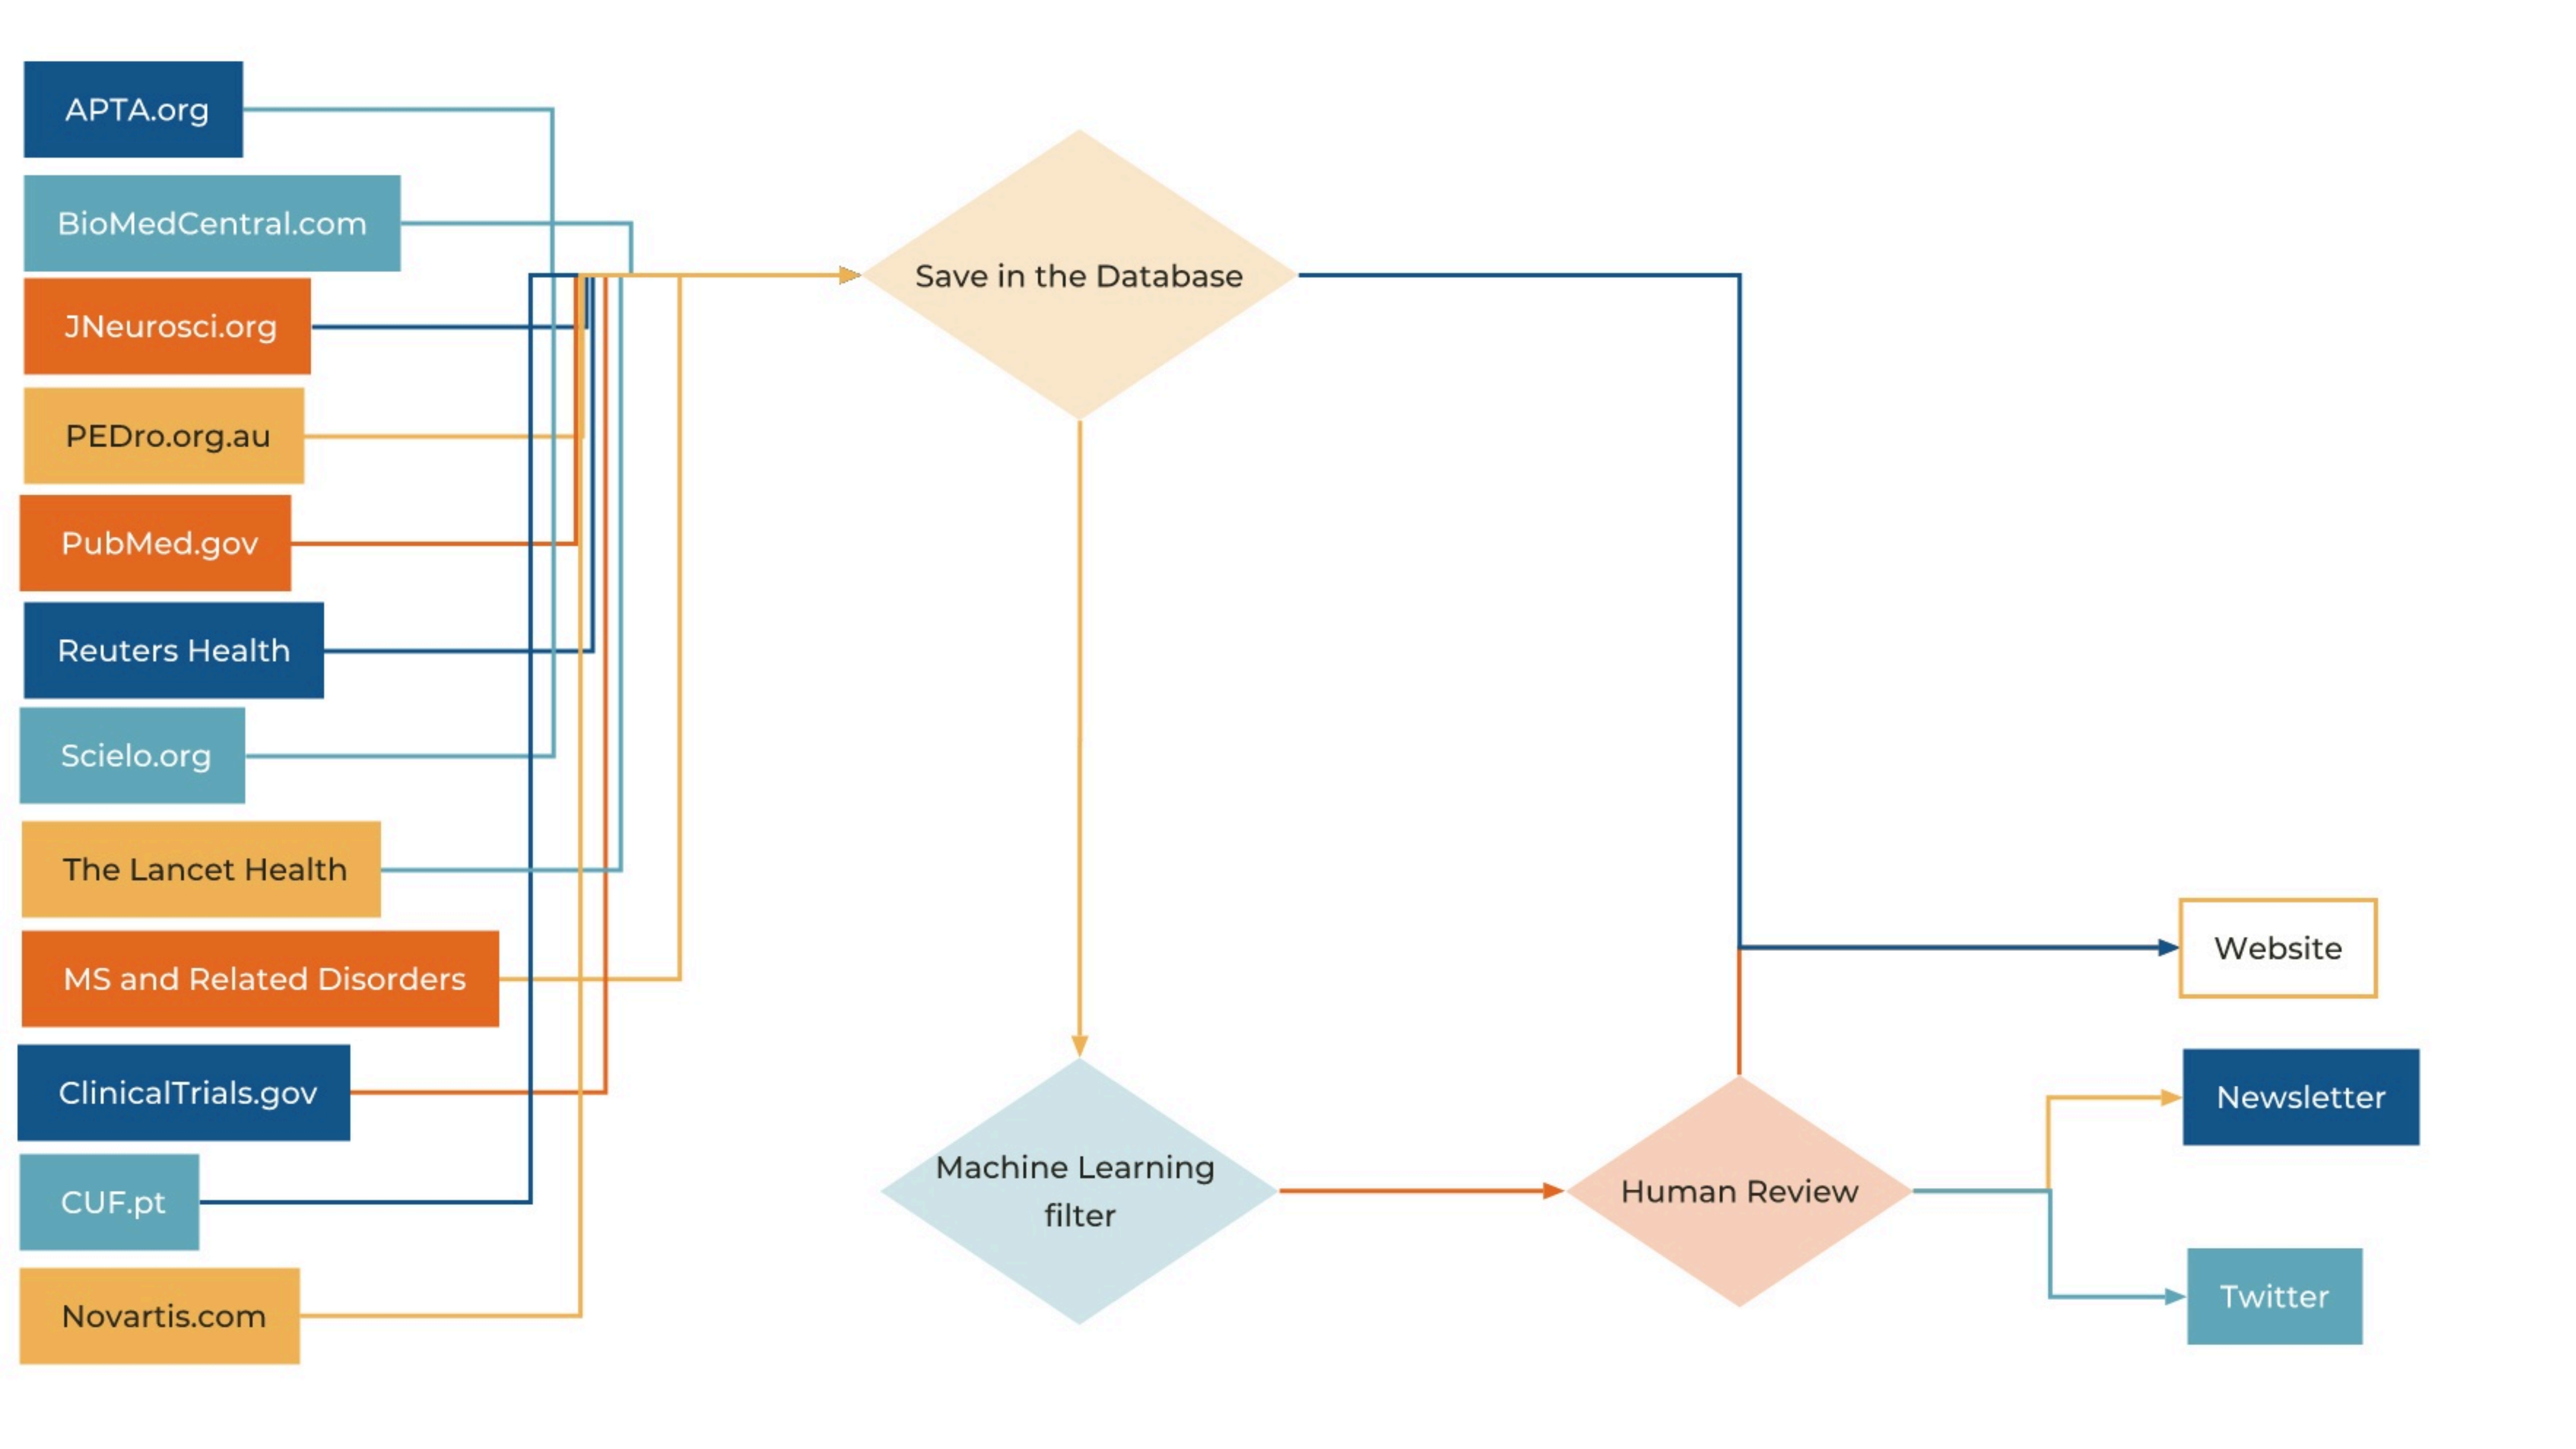 APTA.org
BioMedCentral.com
JNeurosci.org
PEDro.org.au
PubMed.gov
Reuters Health
Scielo.org
The Lancet Health
MS and Related Disorders
ClinicalTrials.gov
CUF.pt
Novartis.com
Save in the Database
Machine Learning
filter
Human Review
Website
Newsletter
Twitter